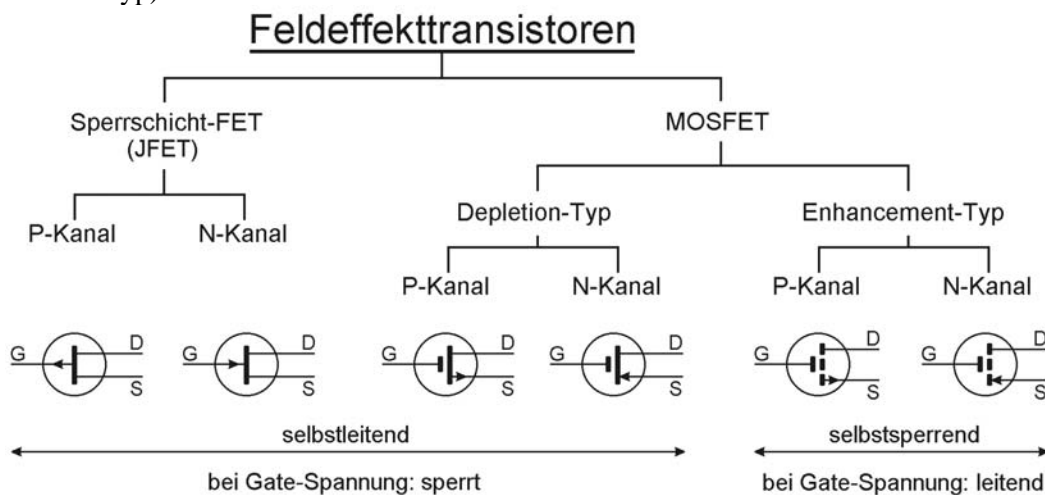 Typ,
Feldeffekttransistoren
Sperrschicht-FET
(JFET)
MOSFET
P-Kanal
N-Kanal
Depletion-Typ
Enhancement-Typ
P-Kanal
N-Kanal
P-Kanal
N-Kanal
G D S
G D S
G D S
G D S
G D S
G D S
selbstleitend
selbstsperrend
bei Gate-Spannung: sperrt
bei Gate-Spannung: leitend